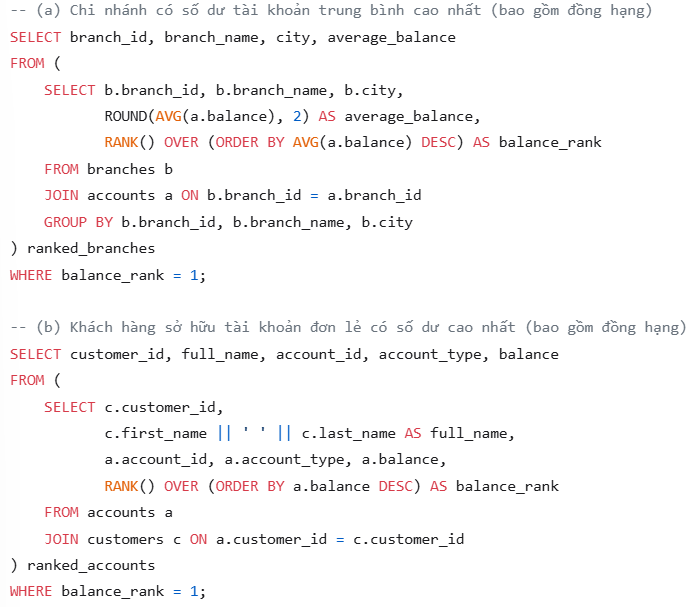 -- (a) Chi nhánh có số dư tài khoản trung bình cao nhất (bao gồm đồng hạng)
SELECT branch_id, branch_name, city, average_balance
FROM (
    SELECT b.branch_id, b.branch_name, b.city,
           ROUND(AVG(a.balance), 2) AS average_balance,
           RANK() OVER (ORDER BY AVG(a.balance) DESC) AS balance_rank
    FROM branches b
    JOIN accounts a ON b.branch_id = a.branch_id
    GROUP BY b.branch_id, b.branch_name, b.city
) ranked_branches
WHERE balance_rank = 1;

-- (b) Khách hàng sở hữu tài khoản đơn lẻ có số dư cao nhất (bao gồm đồng hạng)
SELECT customer_id, full_name, account_id, account_type, balance
FROM (
    SELECT c.customer_id,
           c.first_name || ' ' || c.last_name AS full_name,
           a.account_id, a.account_type, a.balance,
           RANK() OVER (ORDER BY a.balance DESC) AS balance_rank
    FROM accounts a
    JOIN customers c ON a.customer_id = c.customer_id
) ranked_accounts
WHERE balance_rank = 1;